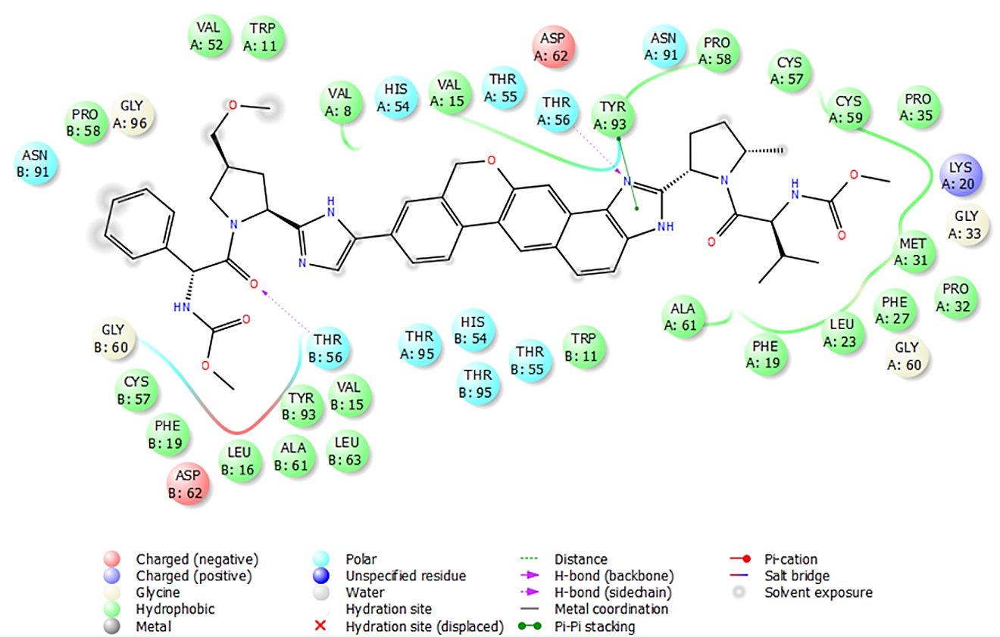 VAL
A: 52
TRP
A: 11
ASP
A: 62
ASN
A: 91
PRO
A: 58
CYS
A: 57
VAL
A: 8
HIS
A: 54
VAL
A: 15
THR
A: 55
THR
A: 56
TYR
A: 93
CYS
A: 59
PRO
A: 35
PRO
B: 58
GLY
A: 96
ASN
B: 91
LYS
A: 20
GLY
A: 33
MET
A: 31
PRO
A: 32
PHE
A: 27
LEU
A: 23
GLY
A: 60
PHE
A: 19
ALA
A: 61
O
N
H
N
N
O
HN
O
O
O
N
NH
N
O
H
N
O
O
GLY
B: 60
THR
B: 56
THR
A: 95
HIS
B: 54
THR
B: 55
TRP
B: 11
THR
B: 95
CYS
B: 57
TYR
B: 93
VAL
B: 15
PHE
B: 19
LEU
B: 16
ALA
B: 61
LEU
B: 63
ASP
B: 62
Charged (negative)
Charged (positive)
Glycine
Hydrophobic
Metal
Polar
Unspecified residue
Water
Hydration site
Hydration site (displaced)
Distance
H-bond (backbone)
H-bond (sidechain)
Metal coordination
Pi-Pi stacking
Pi-cation
Salt bridge
Solvent exposure